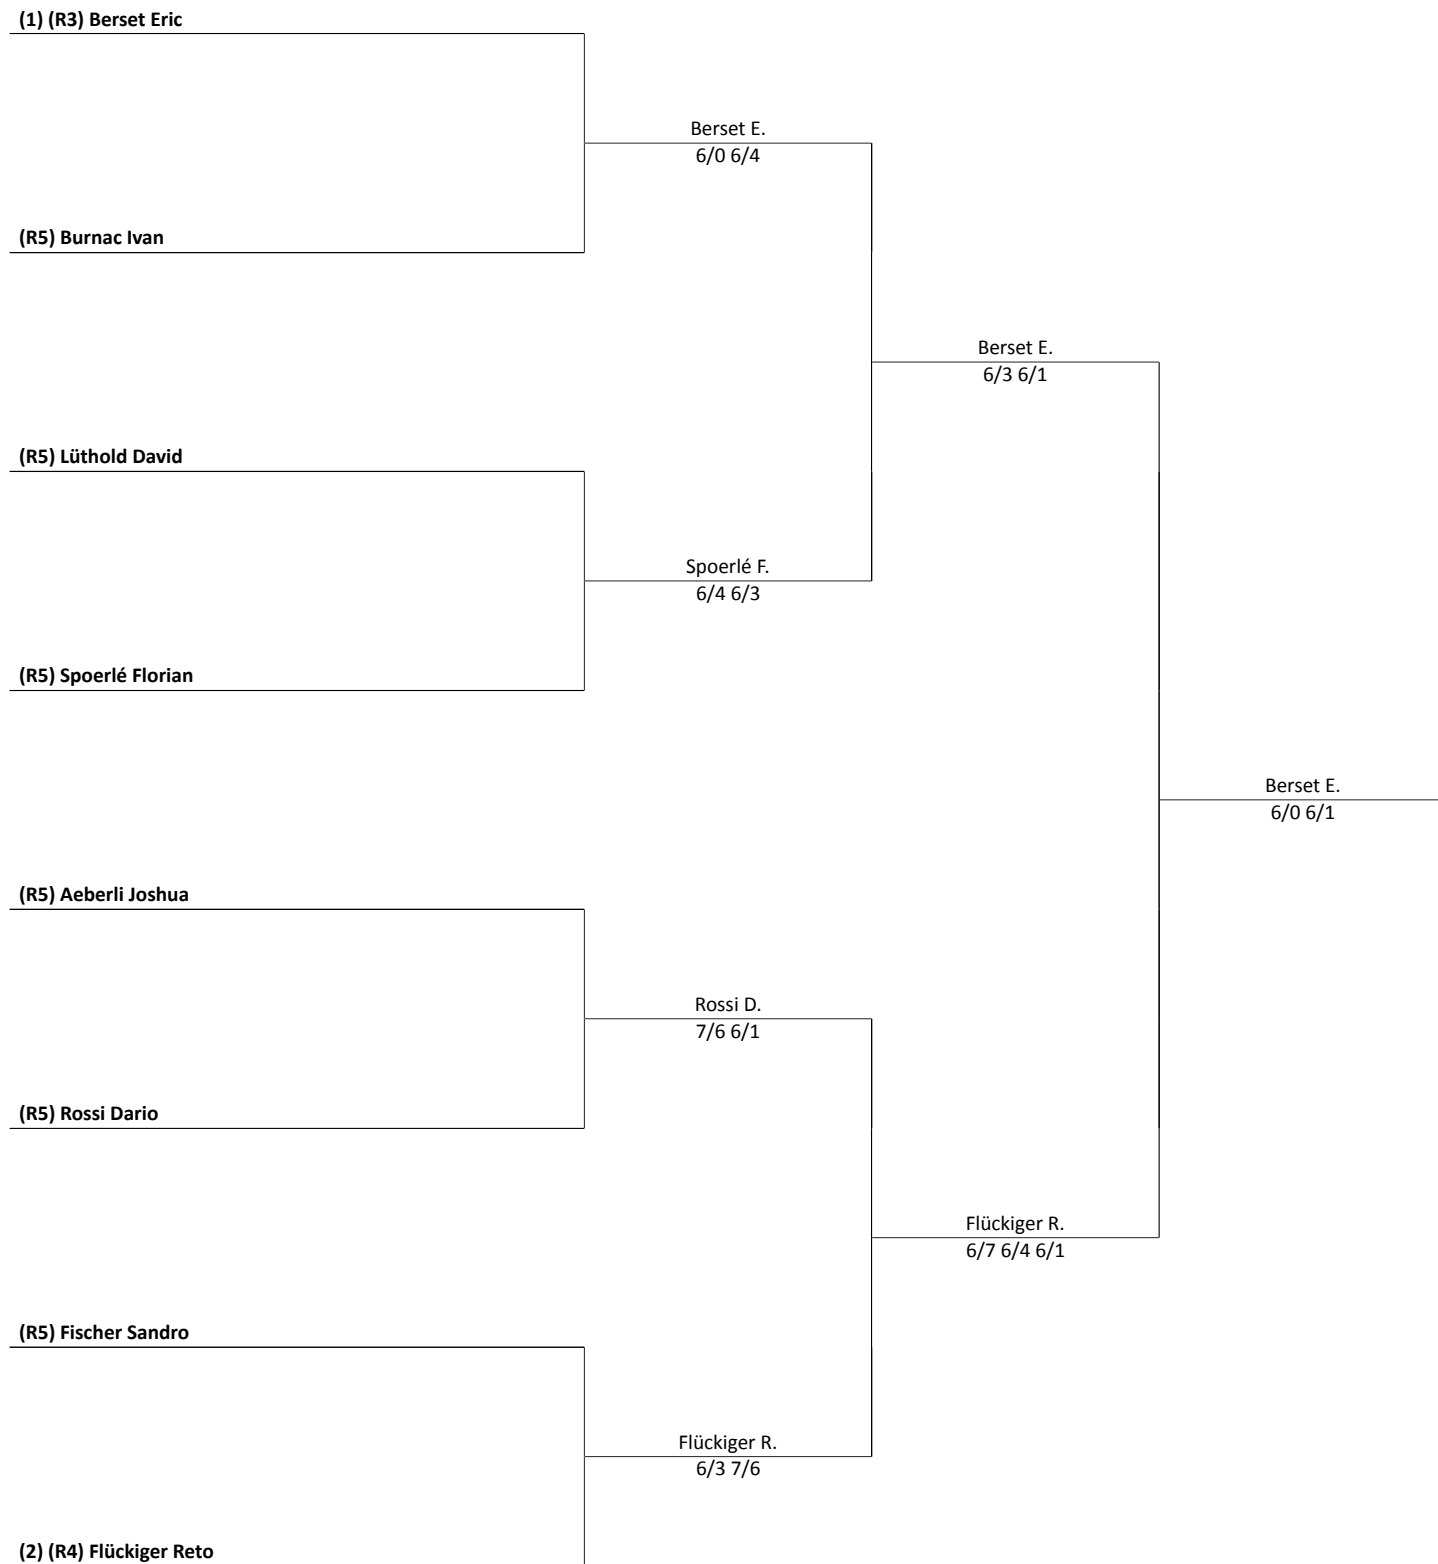 (1) (R3) Berset Eric
Berset E.
6/0 6/4
(R5) Burnac Ivan
Berset E.
6/3 6/1
(R5) Lüthold David
Spoerlé F.
6/4 6/3
(R5) Spoerlé Florian
Berset E.
6/0 6/1
(R5) Aeberli Joshua
Rossi D.
7/6 6/1
(R5) Rossi Dario
Flückiger R.
6/7 6/4 6/1
(R5) Fischer Sandro
Flückiger R.
6/3 7/6
(2) (R4) Flückiger Reto